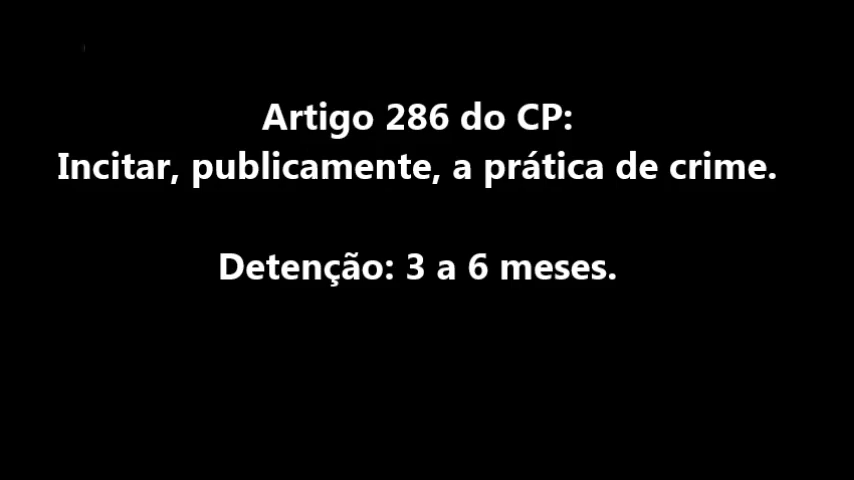 Artigo 286 do CP:
Incitar, publicamente, a prática de crime.
Detenção: 3 a 6 meses.